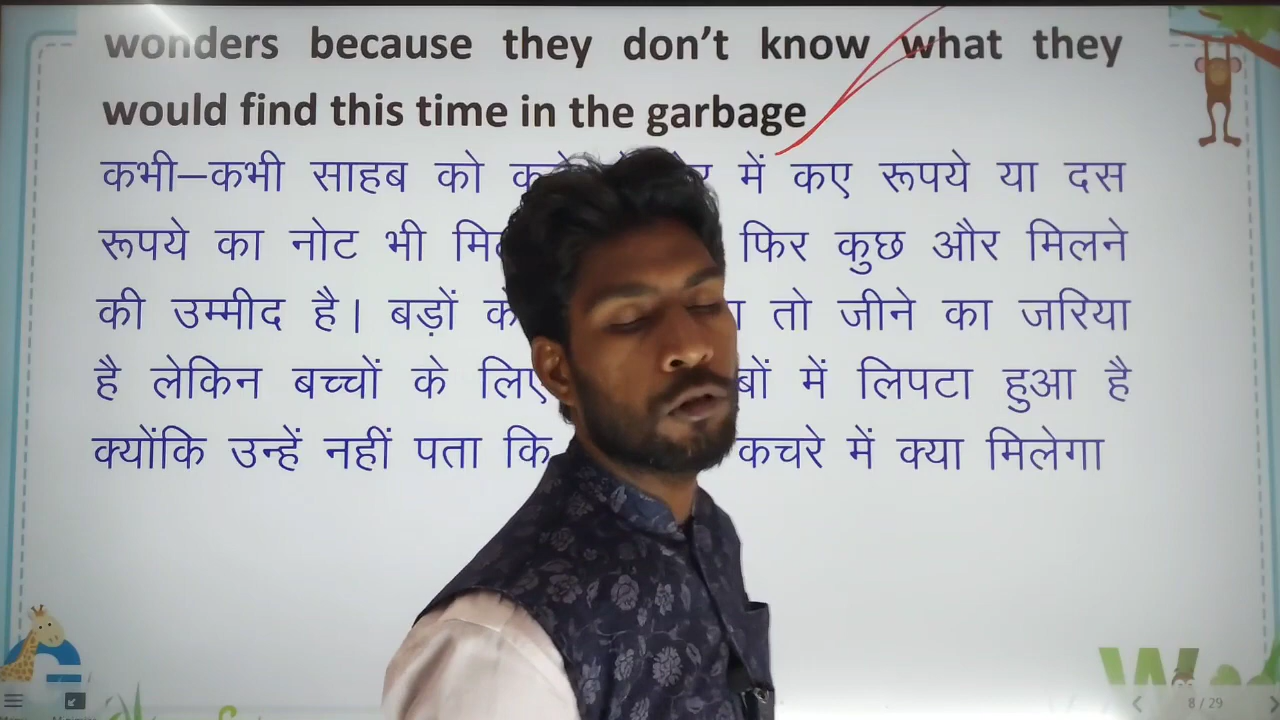 wonders because they don't know what they
would find this time in the garbage
कभी–कभी साहब को में कए रूपये या दस
रूपये का नोट भी फिर कुछ और मिलने
की उम्मीद है। बड़ों तो जीने का जरिया
है लेकिन बच्चों के लिए में लिपटा हुआ है
क्योंकि उन्हें नहीं पता कि कचरे में क्या मिलेगा
8 / 29